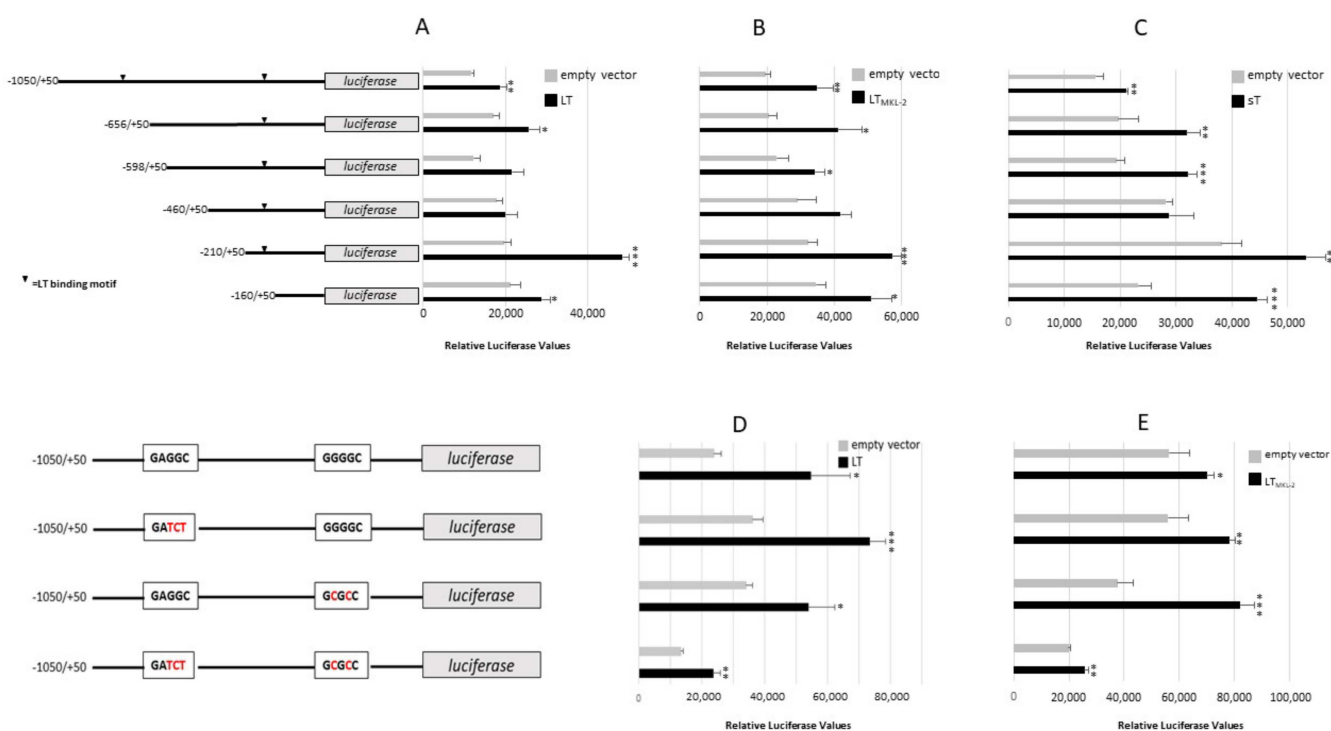 A
B
C
-1050/+50
luciferase
empty vector
LT
**
empty vecto
LT MKL-2
**
empty vector
sT
**
-656/+50
luciferase
*
*
**
-598/+50
luciferase
*
***
-460/+50
luciferase
-210/+50
luciferase
***
***
**
=LT binding motif
-160/+50
luciferase
*
*
***
0 20,000 40,000
0 20,000 40,000 60,000
0 10,000 20,000 30,000 40,000 50,000
Relative Luciferase Values
Relative Luciferase Values
Relative Luciferase Values
D
E
-1050/+50 GAGGC GGGGC luciferase
empty vector
LT
*
empty vector
LT MKL-2
*
-1050/+50 GATCT GGGGC luciferase
***
**
-1050/+50 GAGGC GCGCC luciferase
*
***
-1050/+50 GATCT GCGCC luciferase
**
**
0 20,000 40,000 60,000 80,000
0 20,000 40,000 60,000 80,000 100,000
Relative Luciferase Values
Relative Luciferase Values